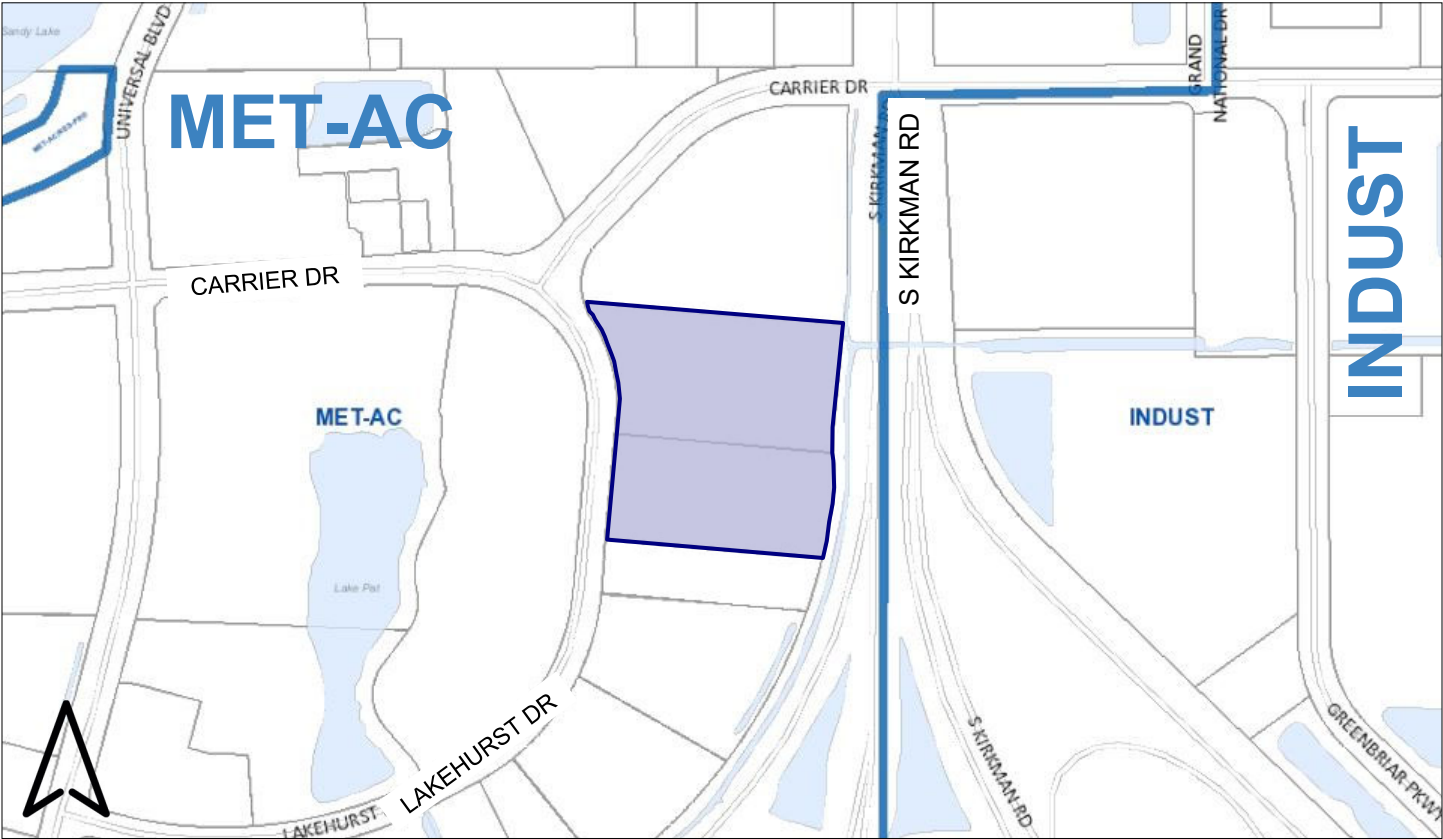 Sandy Lake
UNIVERSAL BLVD
MET-AC
CARRIER DR
GRAND
NATIONAL DR
S KIRKMAN
S KIRKMAN RD
INDUST
CARRIER DR
MET-AC
INDUST
Lake Pat
LAKEHURST DR
LAKEHURST
S KIRKMAN RD
GREENBRIAR PKWY